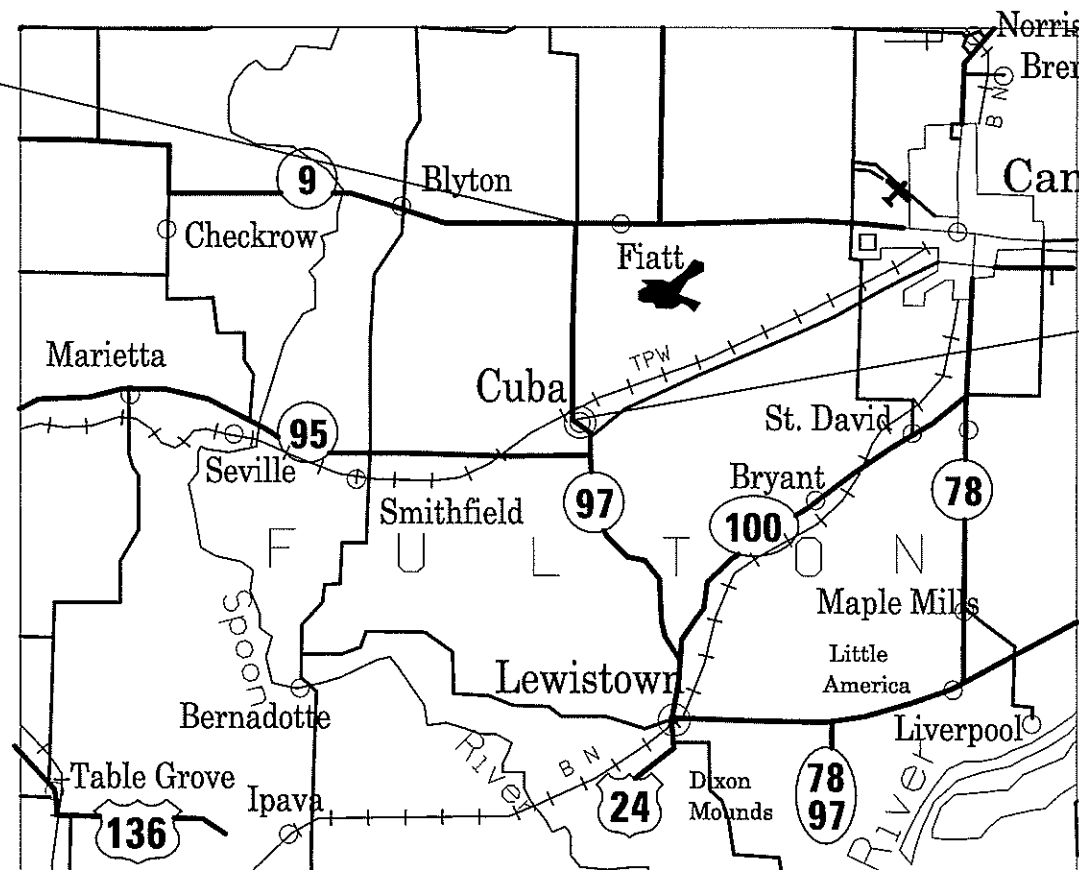 Norris
Bren
B N
Can
9
Blyton
Checkrow
Fiatt
TPW
Marietta
Cuba
95
St. David
Seville
Bryant
Smithfield
97
100
78
F U L T O N
Spoon
Maple Mills
Little
America
Lewistown
Bernadotte
Liverpool
River
B N
Table Grove
Dixon
Mounds
78
97
Ipava
24
136
River